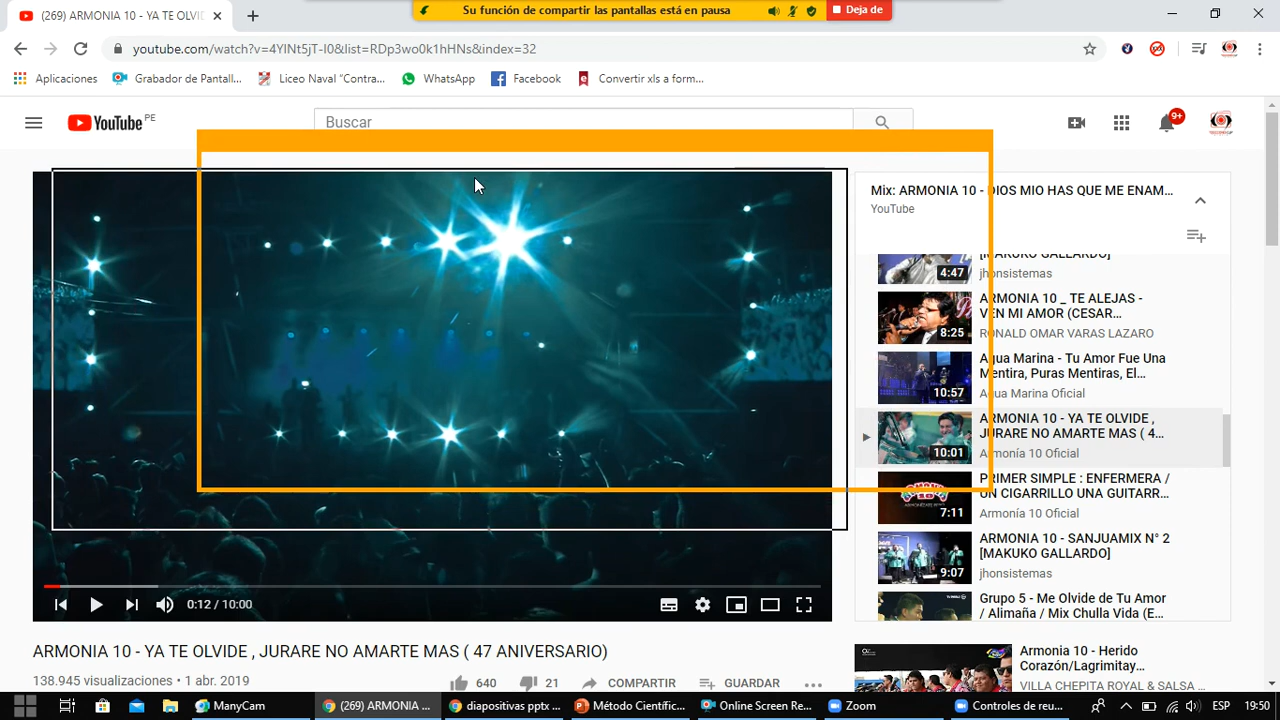 (269) ARMONIA 10 - YA TE OLVID
Su función de compartir las pantallas está en pausa
Deja de
youtube.com/watch?v=4YINt5jT-I0&list=RDp3wo0k1hHNs&index=32
Aplicaciones
Grabador de Pantall...
Liceo Naval “Contra...
WhatsApp
Facebook
Convertir xls a form...
YouTube PE
Buscar
9+
Mix: ARMONIA 10 - DIOS MIO HAS QUE ME ENAM...
YouTube
[MAKUKO GALLARDO]
jhonsistemas
4:47
ARMONIA 10 _ TE ALEJAS -
VEN MI AMOR (CESAR...
RONALD OMAR VARAS LAZARO
8:25
Agua Marina - Tu Amor Fue Una
Mentira, Puras Mentiras, El...
Agua Marina Oficial
10:57
ARMONIA 10 - YA TE OLVIDE ,
JURARE NO AMARTE MAS ( 4...
Armonía 10 Oficial
10:01
PRIMER SIMPLE : ENFERMERA /
UN CIGARRILLO UNA GUITARR...
Armonía 10 Oficial
7:11
ARMONIA 10 - SANJUAMIX N° 2
[MAKUKO GALLARDO]
jhonsistemas
9:07
Grupo 5 - Me Olvide de Tu Amor
/ Alimaña / Mix Chulla Vida (E...
0:12 / 10:00
ARMONIA 10 - YA TE OLVIDE , JURARE NO AMARTE MAS ( 47 ANIVERSARIO)
138.945 visualizaciones • 1 abr. 2019
640
21
COMPARTIR
GUARDAR
Armonia 10 - Herido
Corazón/Lagrimitay...
VILLA CHEPITA ROYAL & SALSA ...
ManyCam
(269) ARMONIA ...
diapositivas pptx ...
Método Científic...
Online Screen Re...
Zoom
Controles de reu...
ESP
19:50